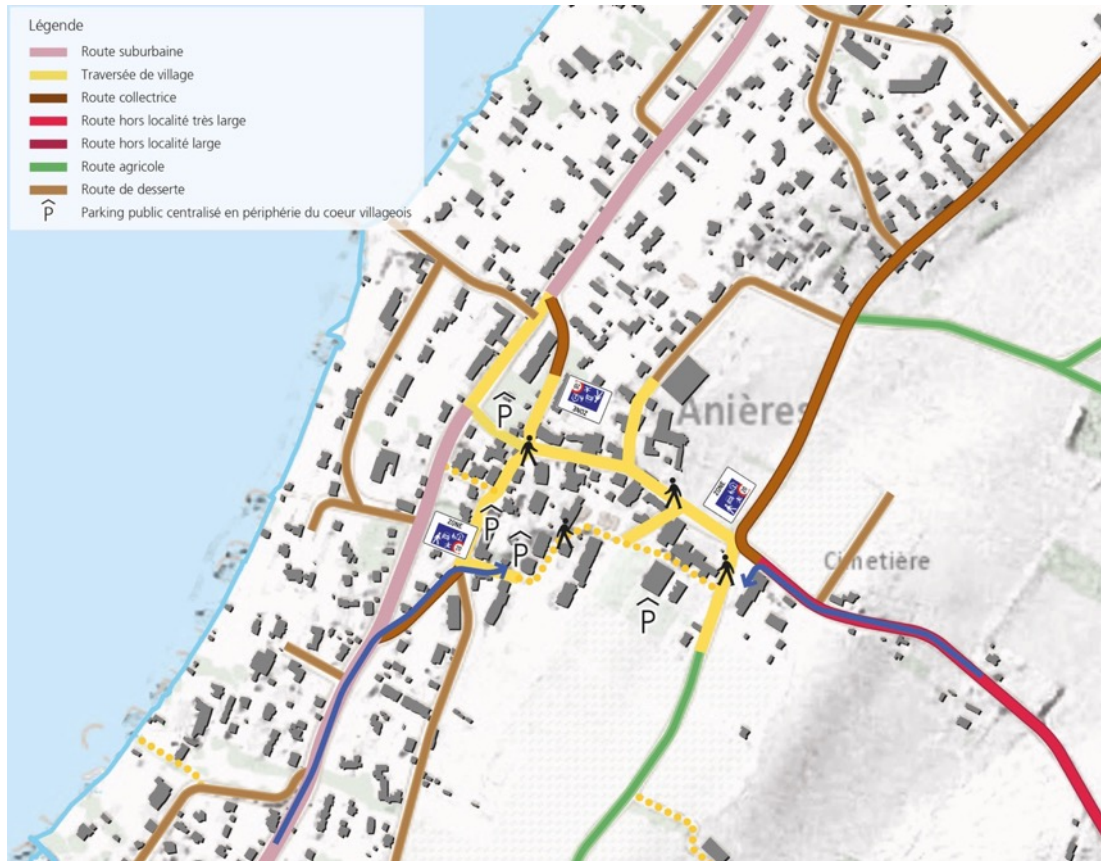 Légende
Route suburbaine
Traversée de village
Route collectrice
Route hors localité très large
Route hors localité large
Route agricole
Route de desserte
P Parking public centralisé en périphérie du coeur villageois
P
ZONE
Anières
ZONE
P
ZONE
P
Cimetière
P